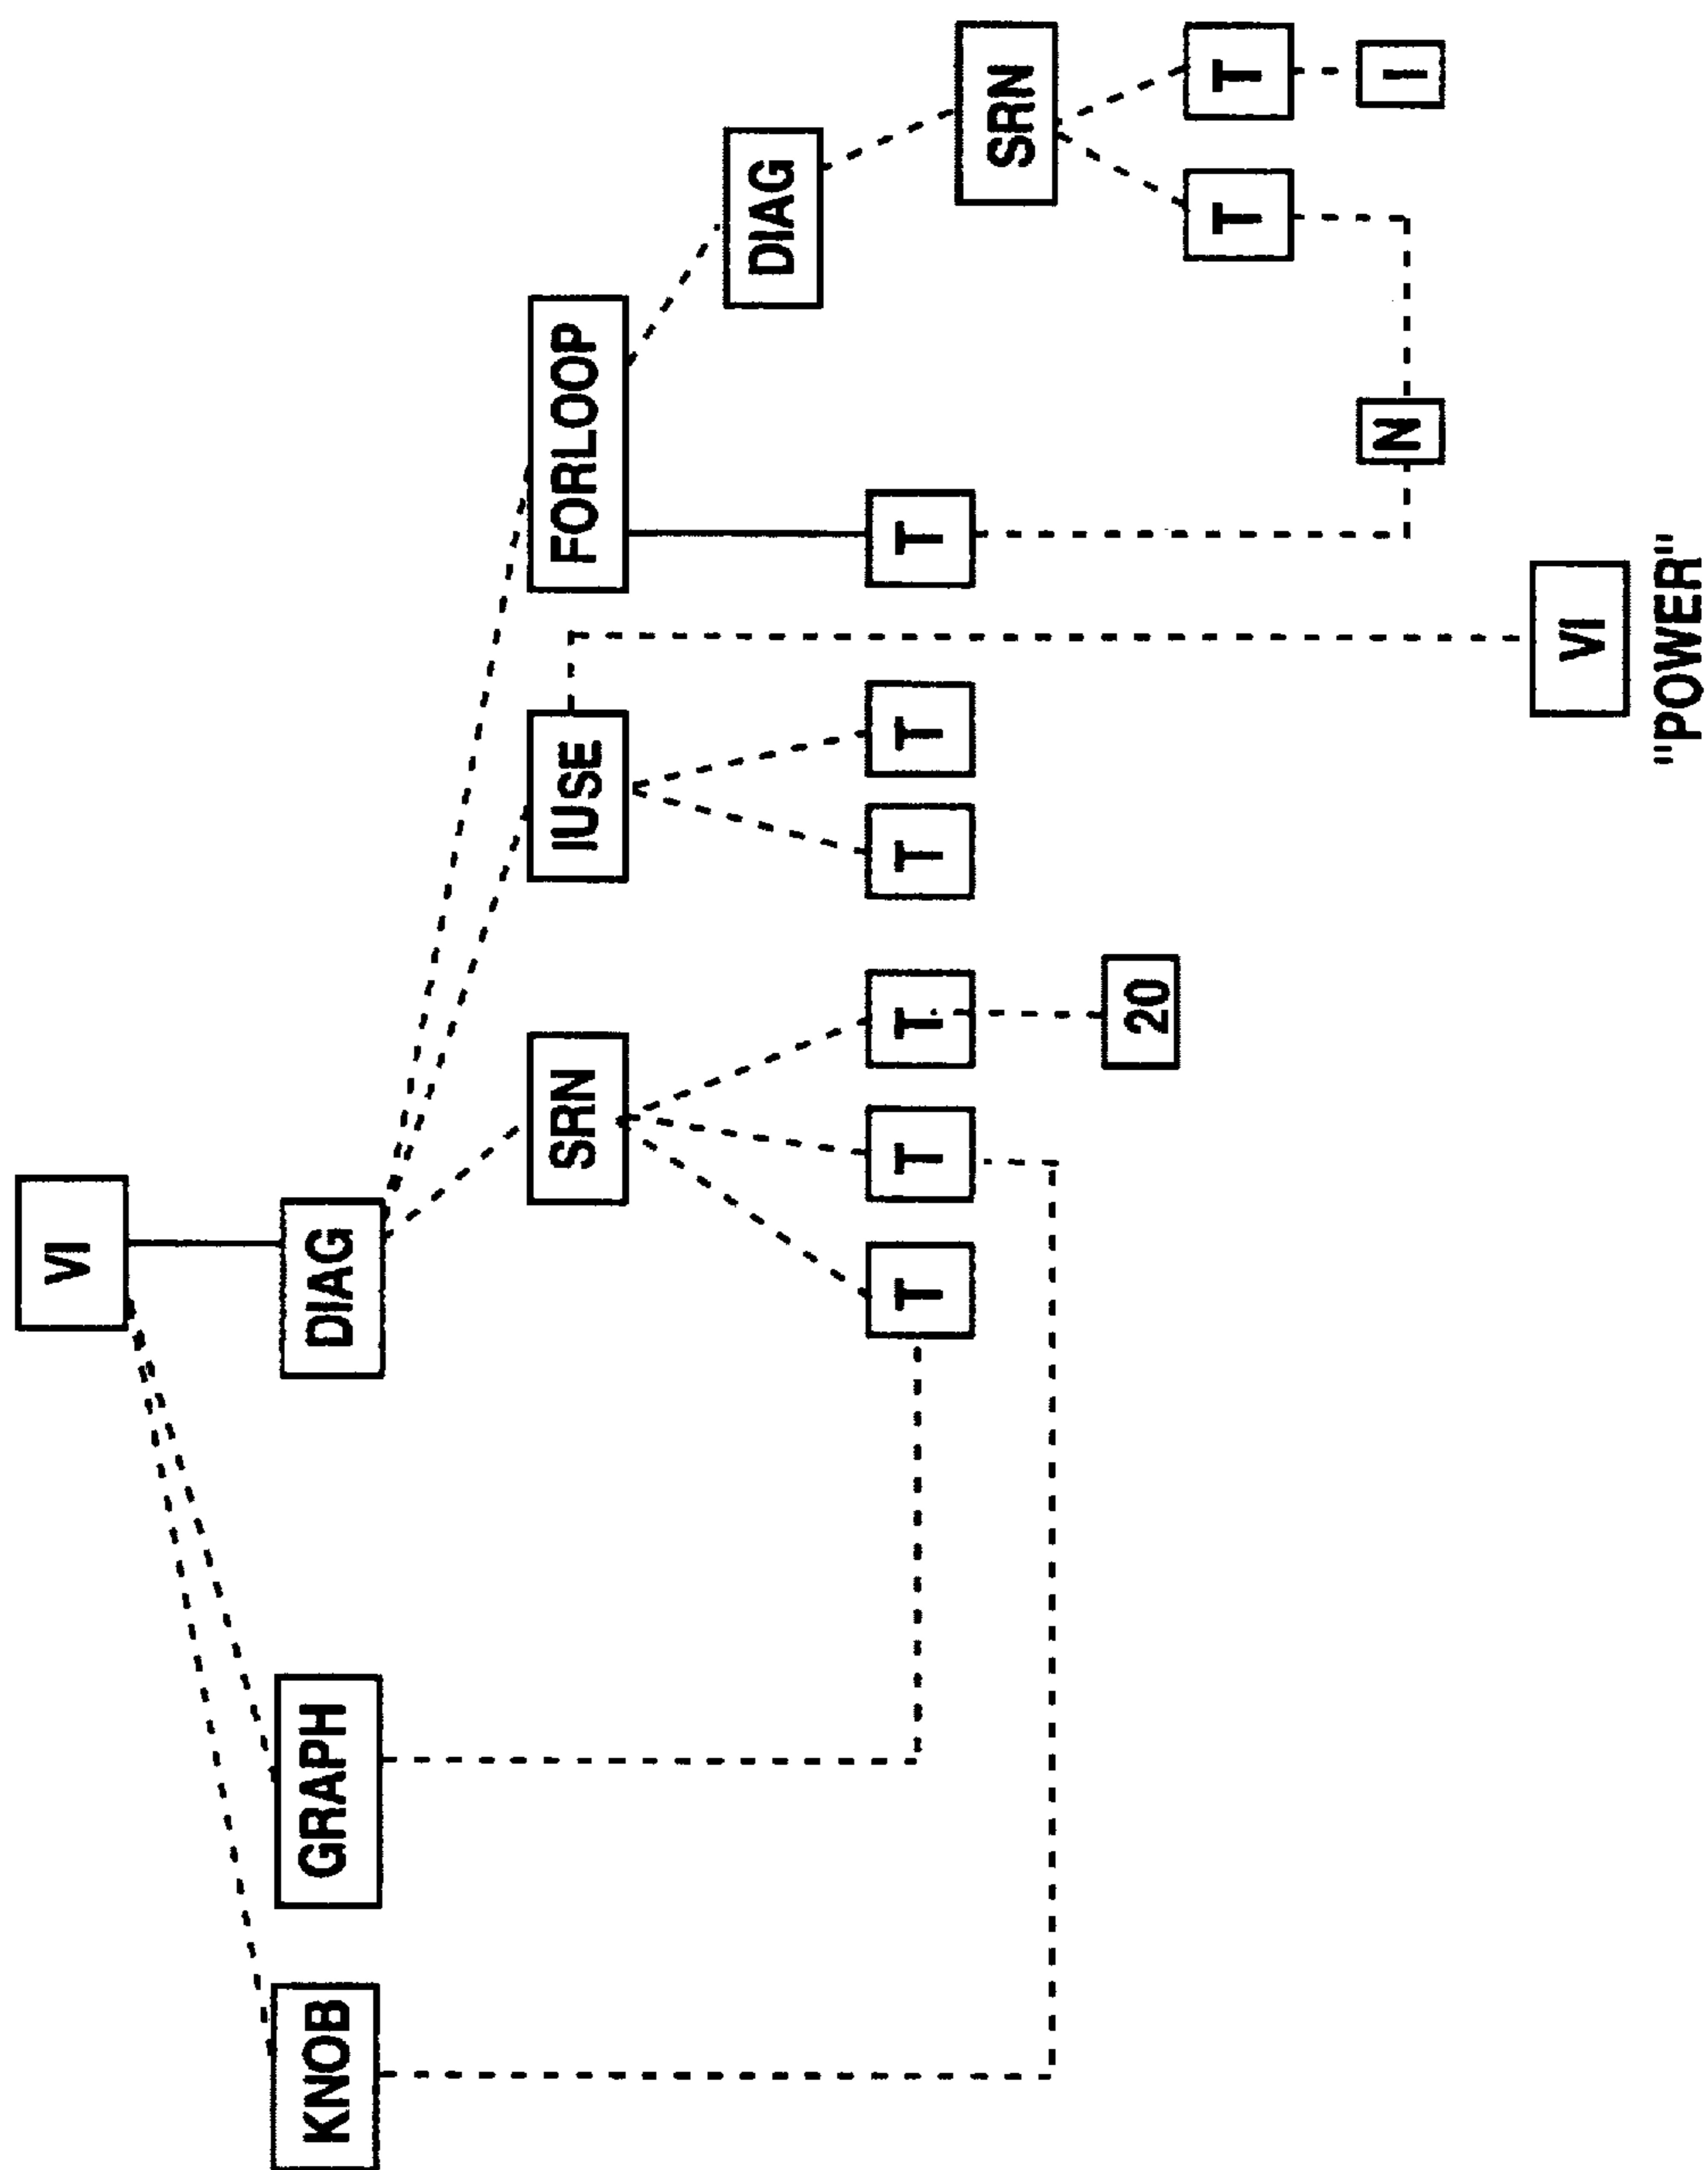 VI
KNOB GRAPH DIAG
SRN IUSE FORLOOP
DIAG
T T T T T T
SRN
20
T T
N I
VI
"POWER"